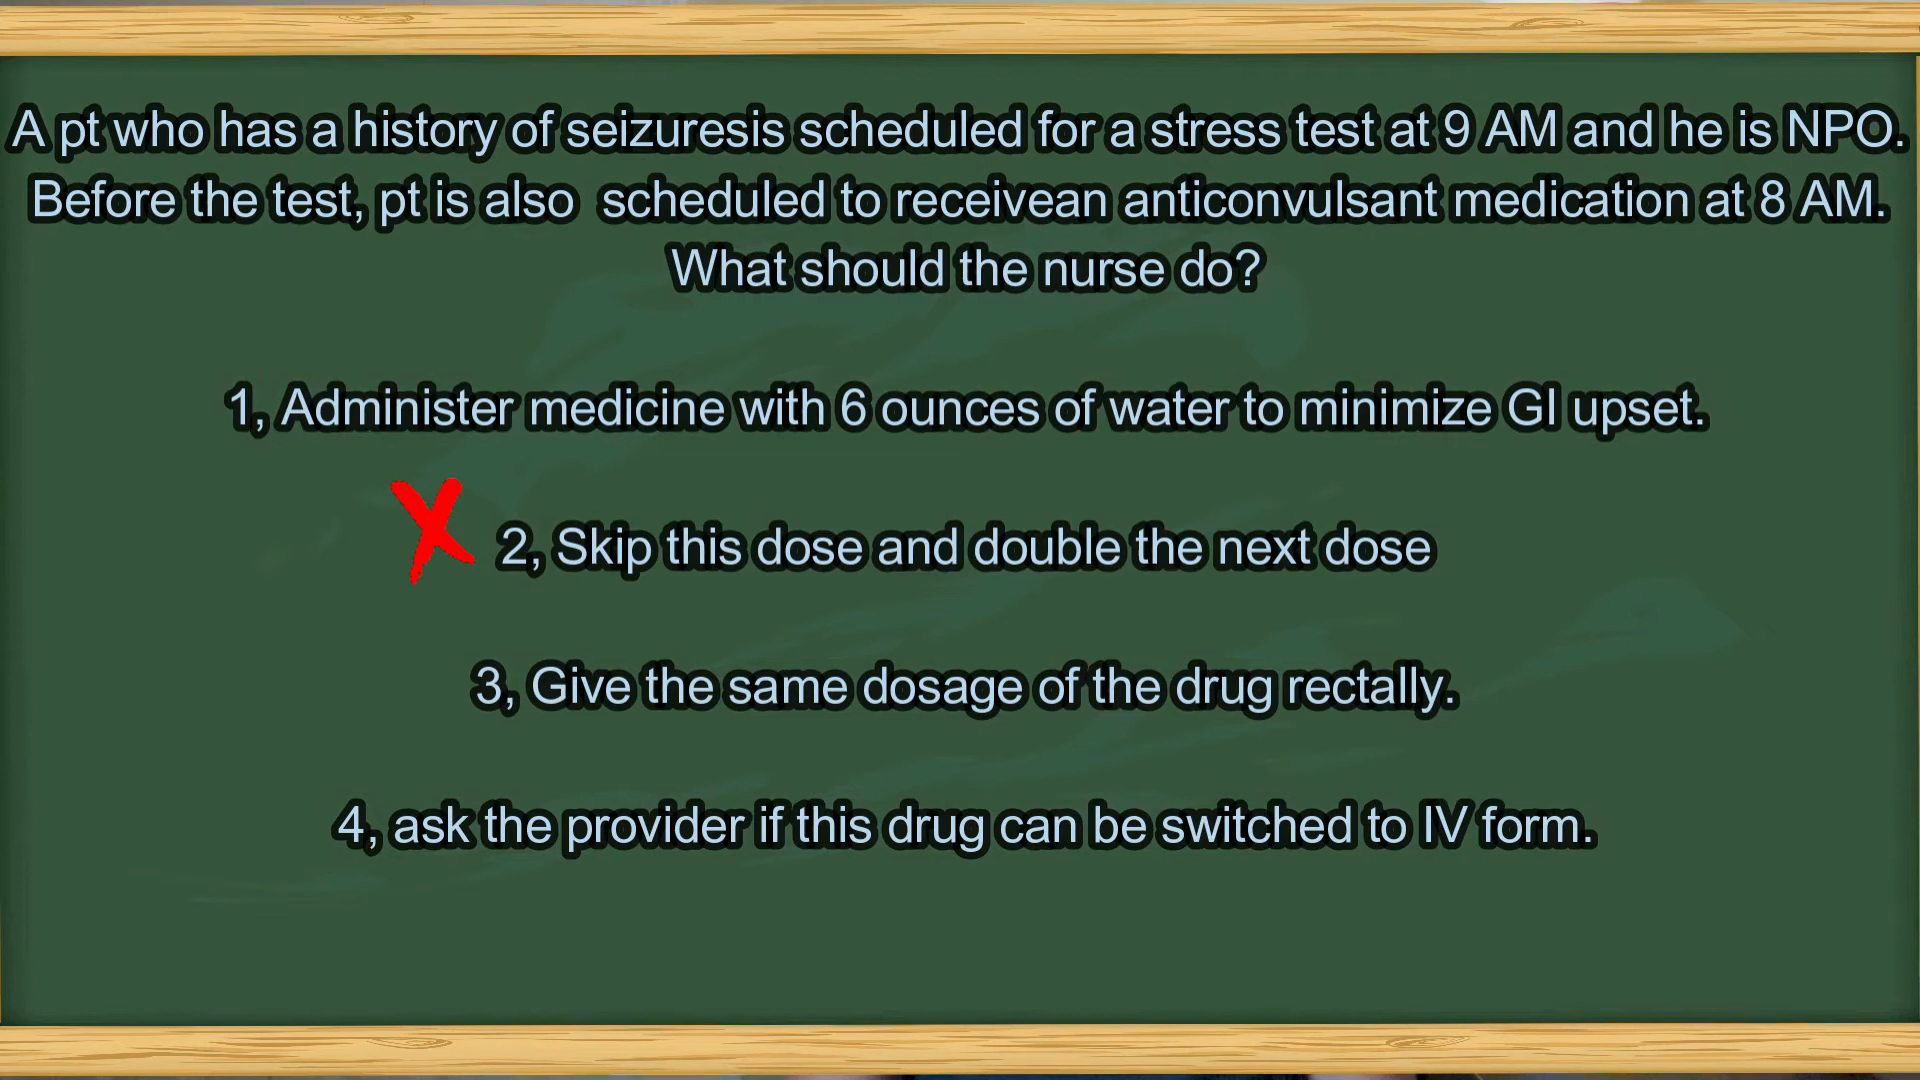 A pt who has a history of seizuresis scheduled for a stress test at 9 AM and he is NPO.
Before the test, pt is also scheduled to receivean anticonvulsant medication at 8 AM.
What should the nurse do?
1, Administer medicine with 6 ounces of water to minimize GI upset.
2, Skip this dose and double the next dose
3, Give the same dosage of the drug rectally.
4, ask the provider if this drug can be switched to IV form.